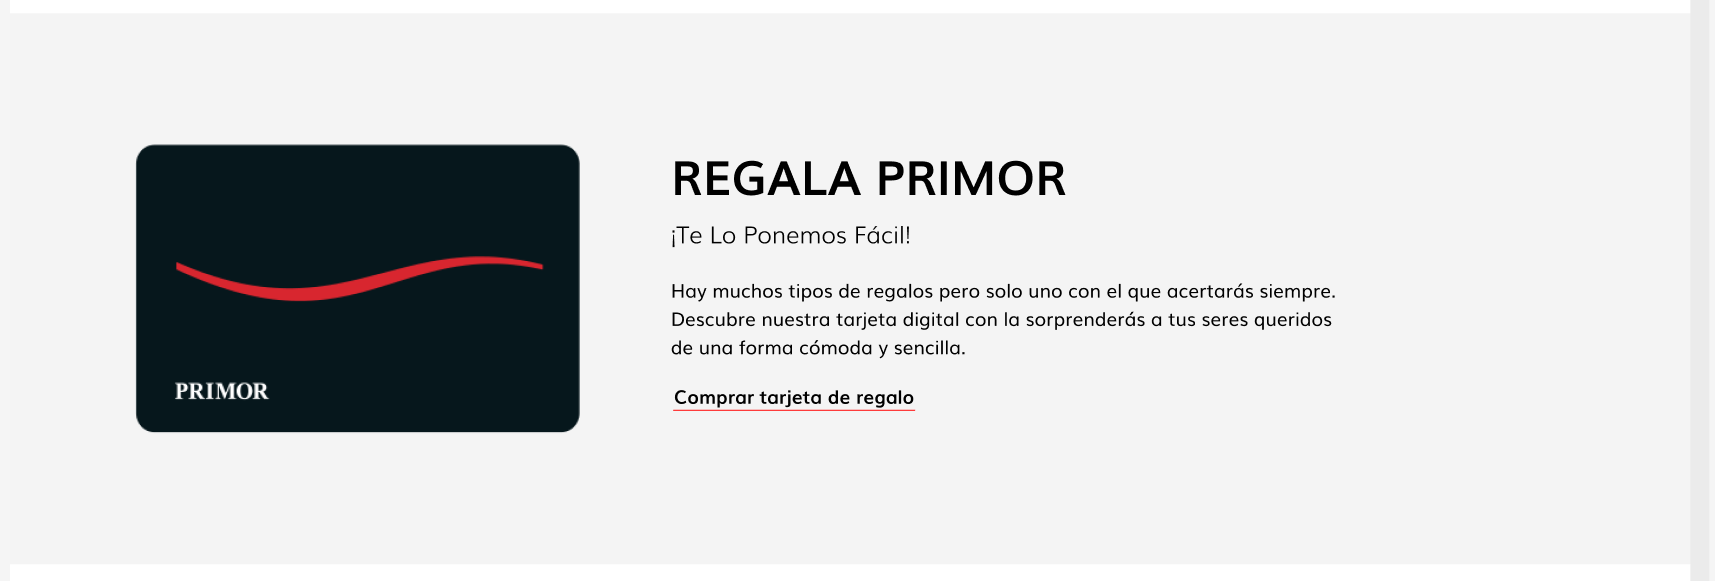 REGALA PRIMOR
¡Te Lo Ponemos Fácil!
Hay muchos tipos de regalos pero solo uno con el que acertarás siempre.
Descubre nuestra tarjeta digital con la sorprenderás a tus seres queridos
de una forma cómoda y sencilla.
Comprar tarjeta de regalo
PRIMOR